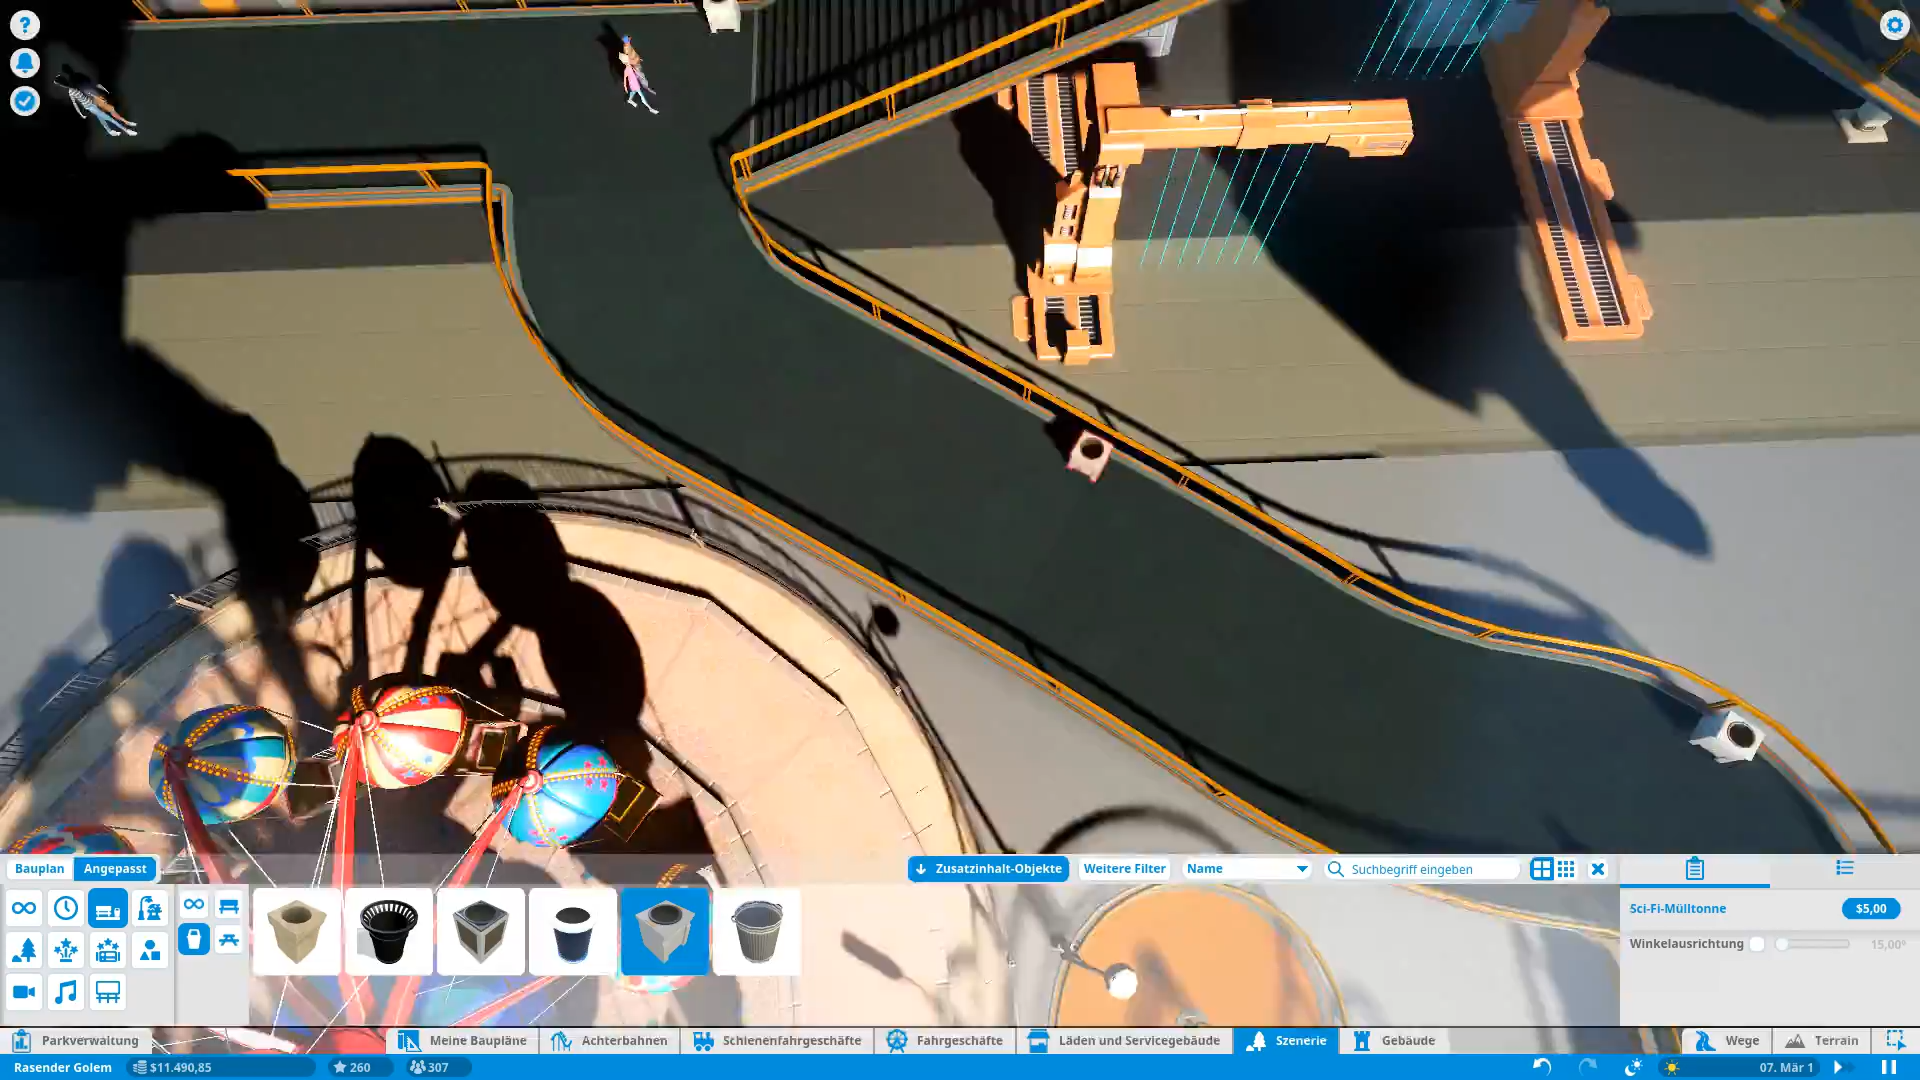 Bauplan
Angepasst
Zusatzinhalt-Objekte
Weitere Filter
Name
Suchbegriff eingeben
Sci-Fi-Mülltonne
$5,00
Winkelausrichtung
15,00°
Parkverwaltung
Meine Baupläne
Achterbahnen
Schienenfahrgeschäfte
Fahrgeschäfte
Läden und Servicegebäude
Szenerie
Gebäude
Wege
Terrain
Rasender Golem
$11.490,85
260
307
07. Mär 1